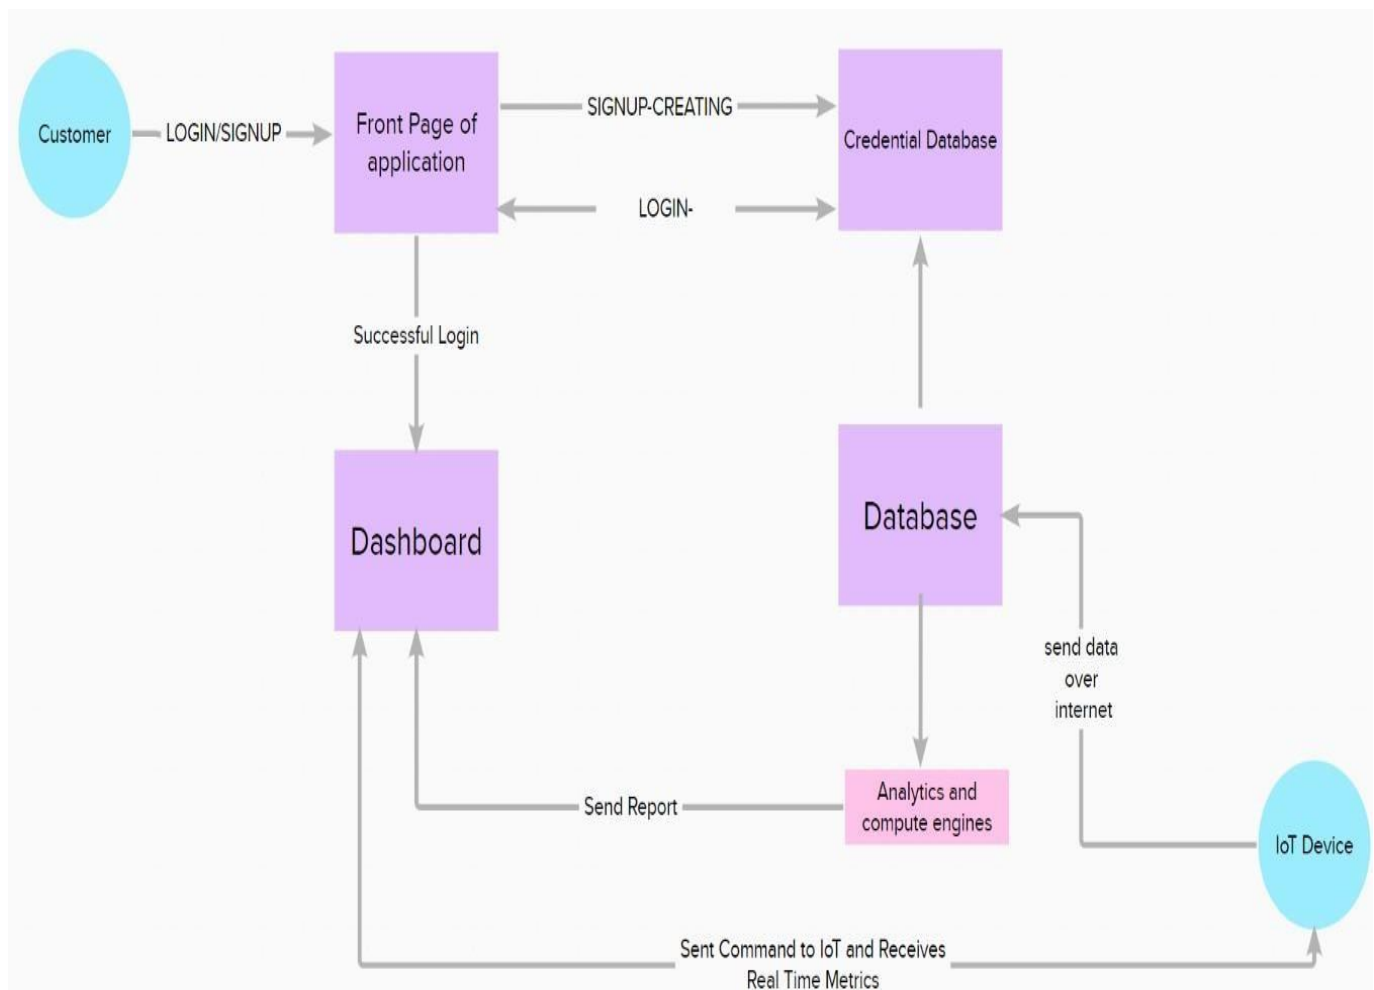 Customer
LOGIN/SIGNUP
Front Page of
application
SIGNUP-CREATING
Credential Database
LOGIN-
Successful Login
Dashboard
Database
send data
over
internet
Analytics and
compute engines
Send Report
IoT Device
Sent Command to IoT and Receives
Real Time Metrics